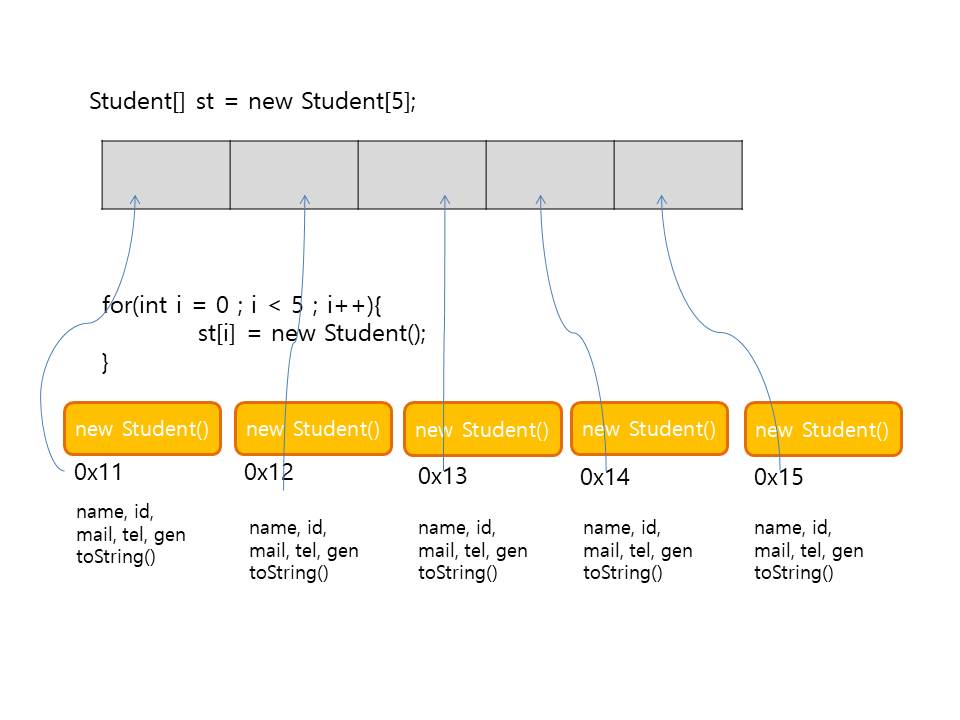 Student[] st = new Student[5];
for(int i = 0 ; i < 5 ; i++){
st[i] = new Student();
}
new Student() new Student() new Student() new Student() new Student()
0x11 0x12 0x13 0x14 0x15
name, id,
mail, tel, gen
toString()
name, id,
mail, tel, gen
toString()
name, id,
mail, tel, gen
toString()
name, id,
mail, tel, gen
toString()
name, id,
mail, tel, gen
toString()